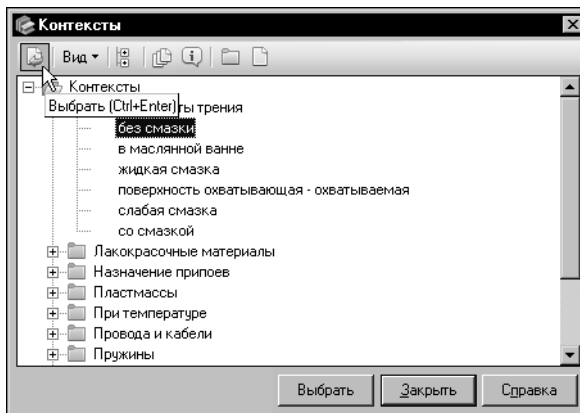 Контексты
Вид
Контексты
Выбрать (Ctrl+Enter)
ты трения
без смазки
в маслянной ванне
жидкая смазка
поверхность охватывающая - охватываемая
слабая смазка
со смазкой
Лакокрасочные материалы
Назначение припоев
Пластмассы
При температуре
Провода и кабели
Пружины
Выбрать
Закрыть
Справка